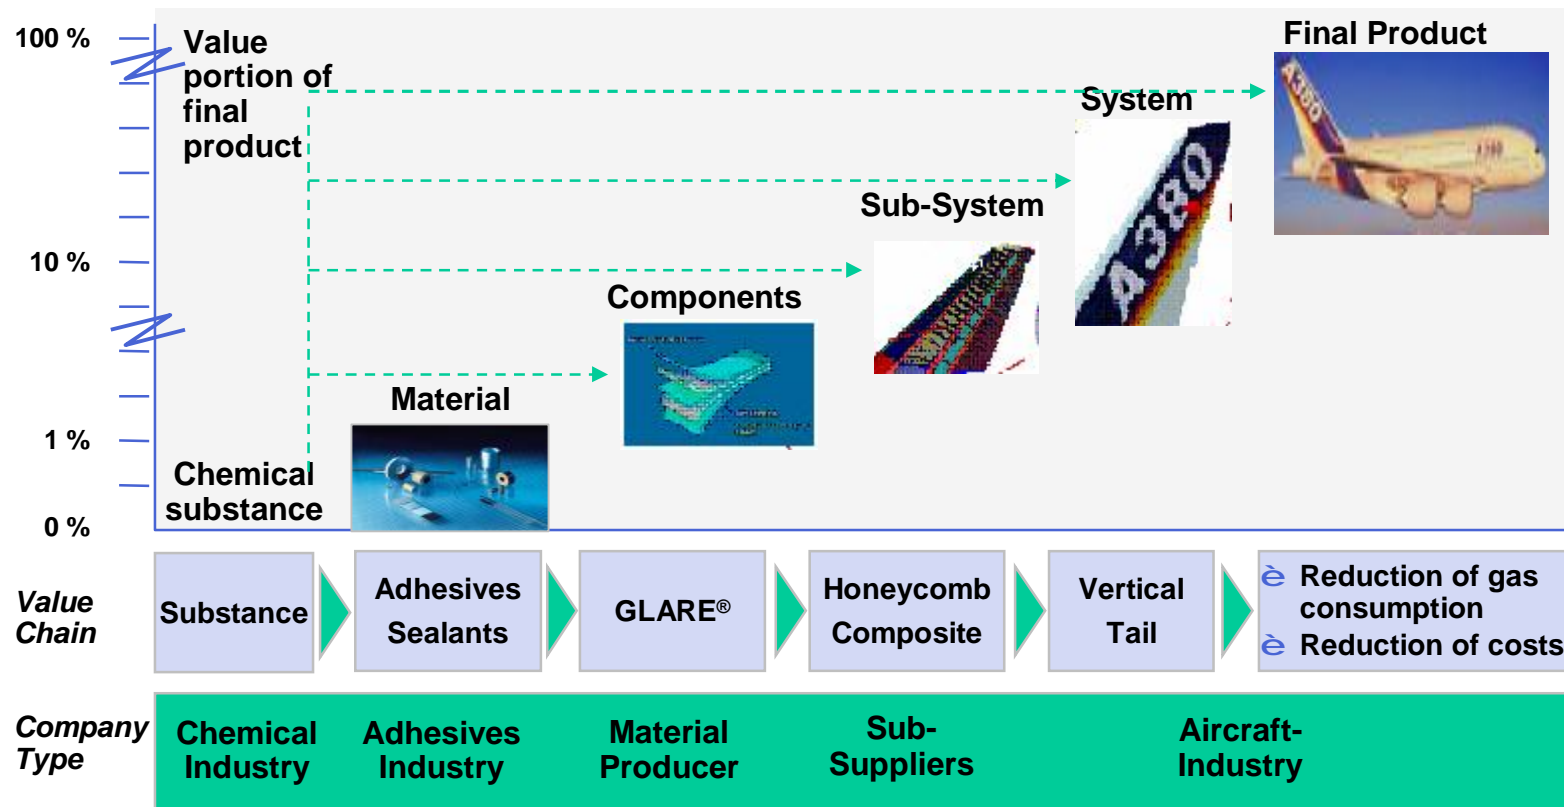 100 %
Value
portion of
final
product
Final Product
A380
A380
System
A380
Sub-System
10 %
Components
Material
1 %
Chemical
substance
0 %
Value
Chain
Substance
Adhesives
Sealants
GLARE®
Honeycomb
Composite
Vertical
Tail
è Reduction of gas
consumption
è Reduction of costs
Company
Type
Chemical
Industry
Adhesives
Industry
Material
Producer
Sub-
Suppliers
Aircraft-
Industry